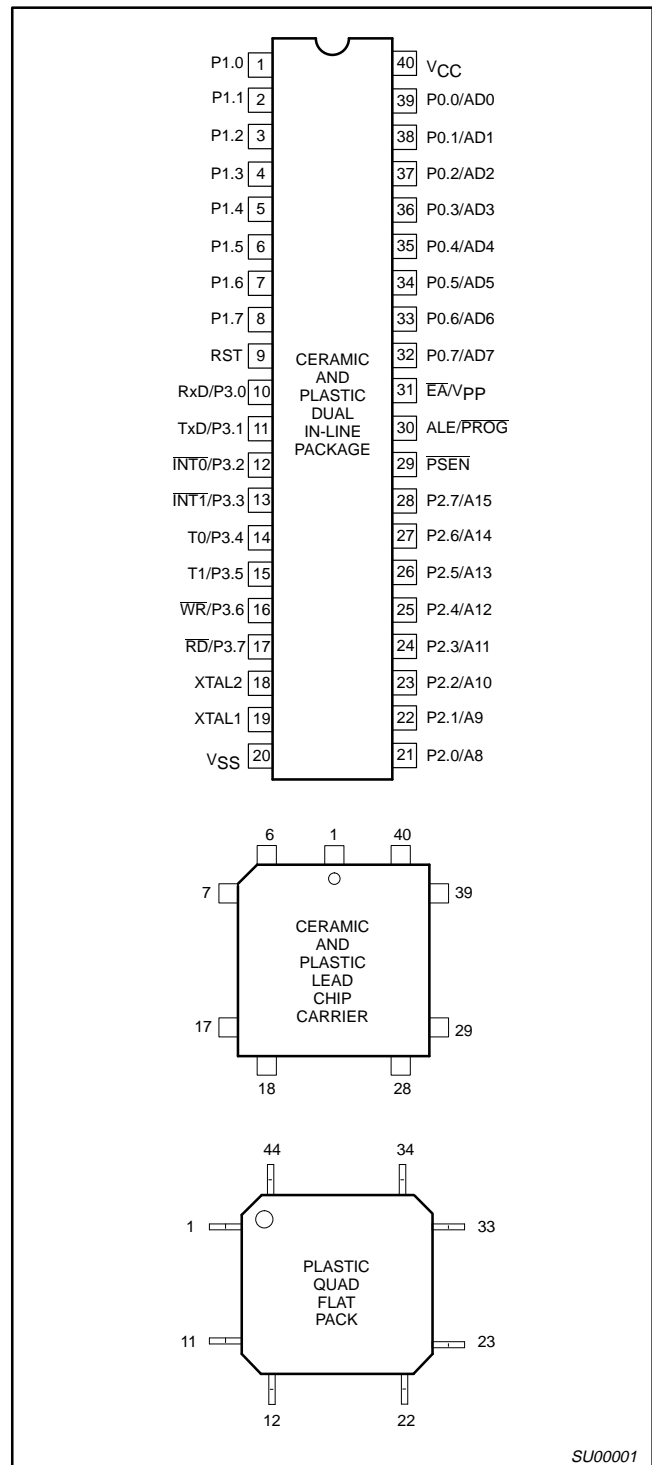 P1.0 1 40 VCC
P1.1 2 39 P0.0/AD0
P1.2 3 38 P0.1/AD1
P1.3 4 37 P0.2/AD2
P1.4 5 36 P0.3/AD3
P1.5 6 35 P0.4/AD4
P1.6 7 34 P0.5/AD5
P1.7 8 33 P0.6/AD6
RST 9 32 P0.7/AD7
RxD/P3.0 10 31 E̅A̅/VPP
TxD/P3.1 11 30 ALE/P̅R̅O̅G̅
I̅N̅T̅0̅/P3.2 12 29 P̅S̅E̅N̅
I̅N̅T̅1̅/P3.3 13 28 P2.7/A15
T0/P3.4 14 27 P2.6/A14
T1/P3.5 15 26 P2.5/A13
W̅R̅/P3.6 16 25 P2.4/A12
R̅D̅/P3.7 17 24 P2.3/A11
XTAL2 18 23 P2.2/A10
XTAL1 19 22 P2.1/A9
VSS 20 21 P2.0/A8
CERAMIC
AND
PLASTIC
DUAL
IN-LINE
PACKAGE
6 1 40
7 39
CERAMIC
AND
PLASTIC
LEAD
CHIP
CARRIER
17 29
18 28
44 34
1 33
PLASTIC
QUAD
FLAT
PACK
11 23
12 22
SU00001